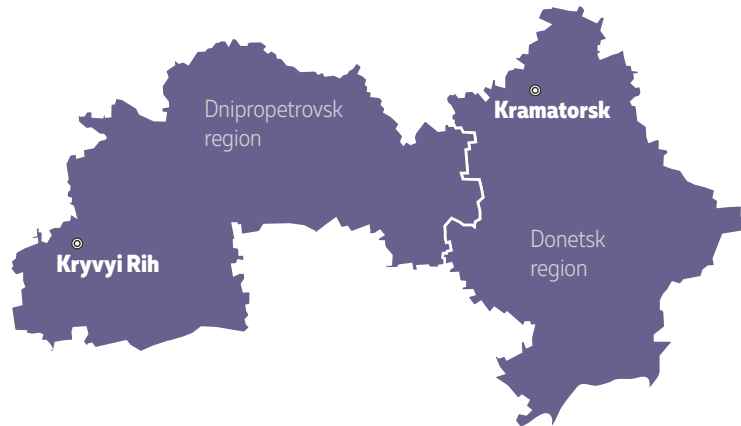 Dnipropetrovsk
region
Kramatorsk
Donetsk
region
Kryvyi Rih